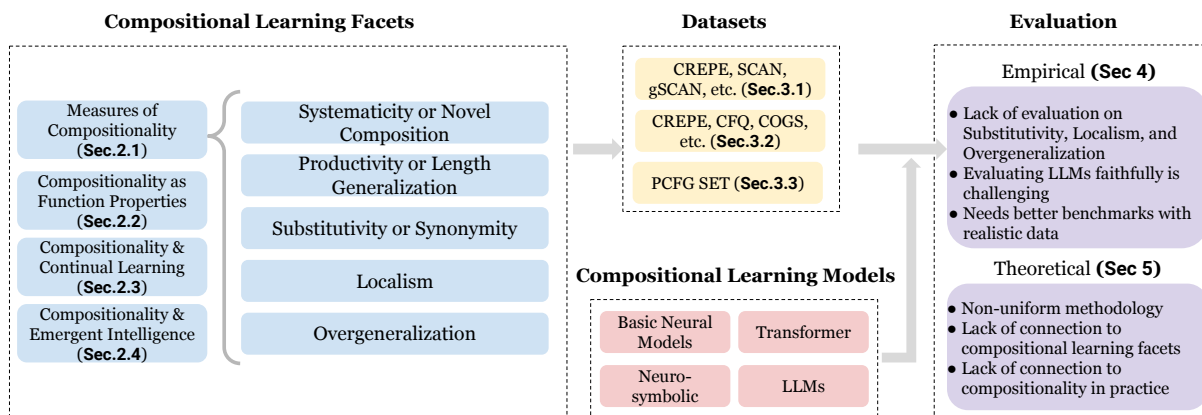 Compositional Learning Facets
Measures of
Compositionality
(Sec.2.1)
Compositionality as
Function Properties
(Sec.2.2)
Compositionality &
Continual Learning
(Sec.2.3)
Compositionality &
Emergent Intelligence
(Sec.2.4)
Systematicity or Novel
Composition
Productivity or Length
Generalization
Substitutivity or Synonymity
Localism
Overgeneralization
Datasets
CREPE, SCAN,
gSCAN, etc. (Sec.3.1)
CREPE, CFQ, COGS,
etc. (Sec.3.2)
PCFG SET (Sec.3.3)
Compositional Learning Models
Basic Neural
Models
Transformer
Neuro-
symbolic
LLMs
Evaluation
Empirical (Sec 4)
● Lack of evaluation on
Substitutivity, Localism, and
Overgeneralization
● Evaluating LLMs faithfully is
challenging
● Needs better benchmarks with
realistic data
Theoretical (Sec 5)
● Non-uniform methodology
● Lack of connection to
compositional learning facets
● Lack of connection to
compositionality in practice